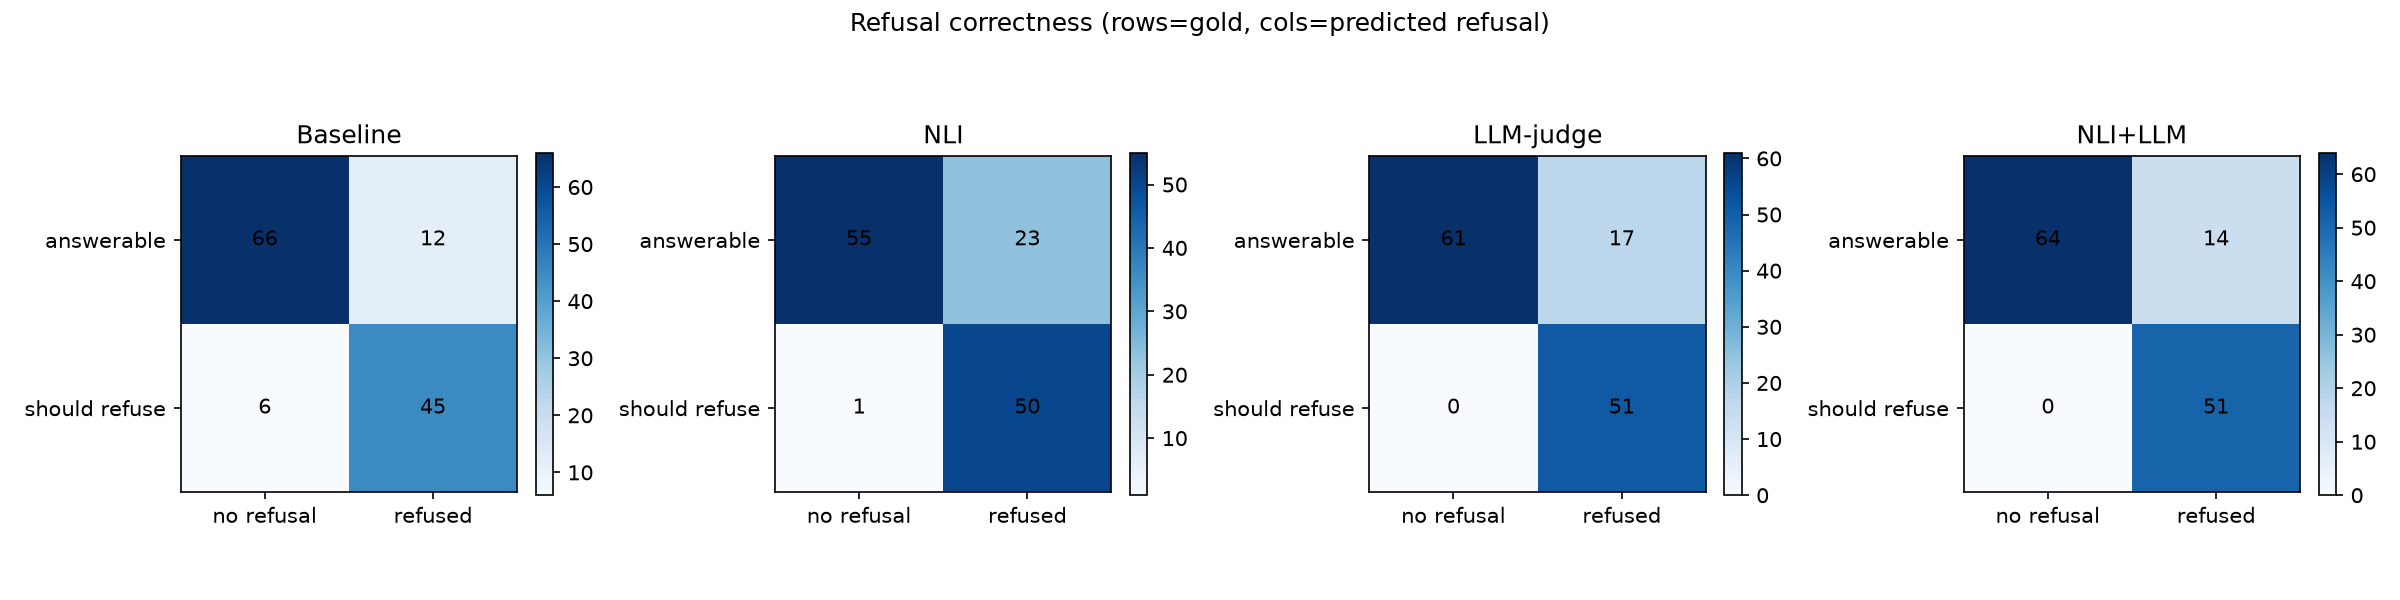 Refusal correctness (rows=gold, cols=predicted refusal)
Baseline
answerable
should refuse
66
12
6
45
no refusal
refused
60
50
40
30
20
10
NLI
answerable
should refuse
55
23
1
50
no refusal
refused
50
40
30
20
10
LLM-judge
answerable
should refuse
61
17
0
51
no refusal
refused
60
50
40
30
20
10
0
NLI+LLM
answerable
should refuse
64
14
0
51
no refusal
refused
60
50
40
30
20
10
0